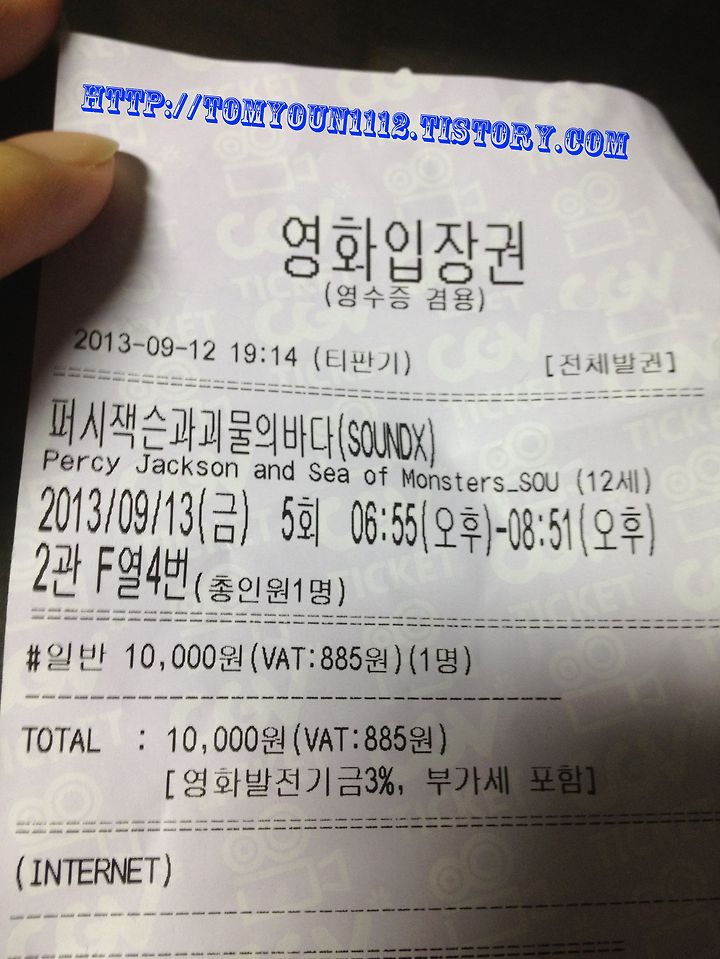 HTTP://TOMYOUN1112.TISTORY.COM
영화입장권
(영수증 겸용)
2013-09-12 19:14 (티판기) [전체발권]
퍼시잭슨과괴물의바다(SOUNDX)
Percy Jackson and Sea of Monsters_SOU (12세)
2013/09/13(금) 5회 06:55(오후)-08:51(오후)
2관 F열4번(총인원1명)
#일반 10,000원(VAT:885원)(1명)
TOTAL : 10,000원(VAT:885원)
[영화발전기금3%, 부가세 포함]
(INTERNET)